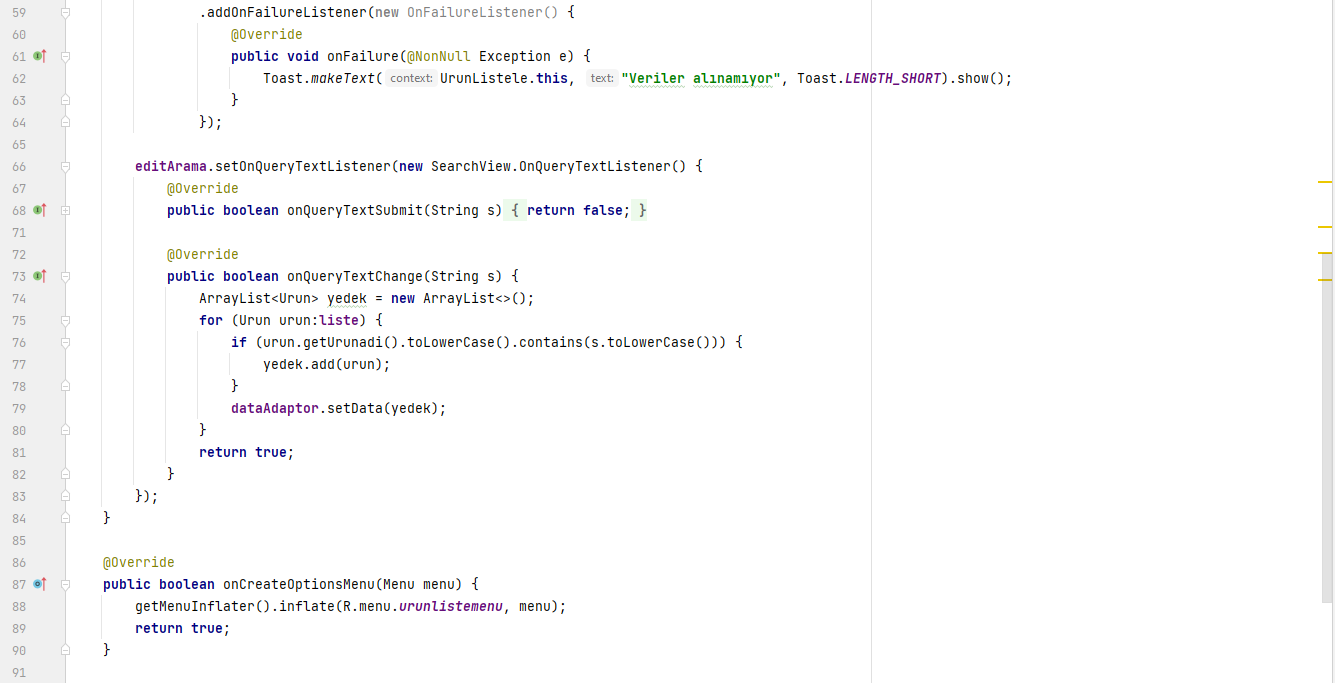 59 .addOnFailureListener(new OnFailureListener() {
60 @Override
61 public void onFailure(@NonNull Exception e) {
62 Toast.makeText( context: UrunListele.this, text: "Veriler alınamıyor", Toast.LENGTH_SHORT).show();
63 }
64 });
65
66 editArama.setOnQueryTextListener(new SearchView.OnQueryTextListener() {
67 @Override
68 public boolean onQueryTextSubmit(String s) { return false; }
71
72 @Override
73 public boolean onQueryTextChange(String s) {
74 ArrayList<Urun> yedek = new ArrayList<>();
75 for (Urun urun:liste) {
76 if (urun.getUrunadi().toLowerCase().contains(s.toLowerCase())) {
77 yedek.add(urun);
78 }
79 dataAdaptor.setData(yedek);
80 }
81 return true;
82 }
83 });
84 }
85
86 @Override
87 public boolean onCreateOptionsMenu(Menu menu) {
88 getMenuInflater().inflate(R.menu.urunlistemenu, menu);
89 return true;
90 }
91